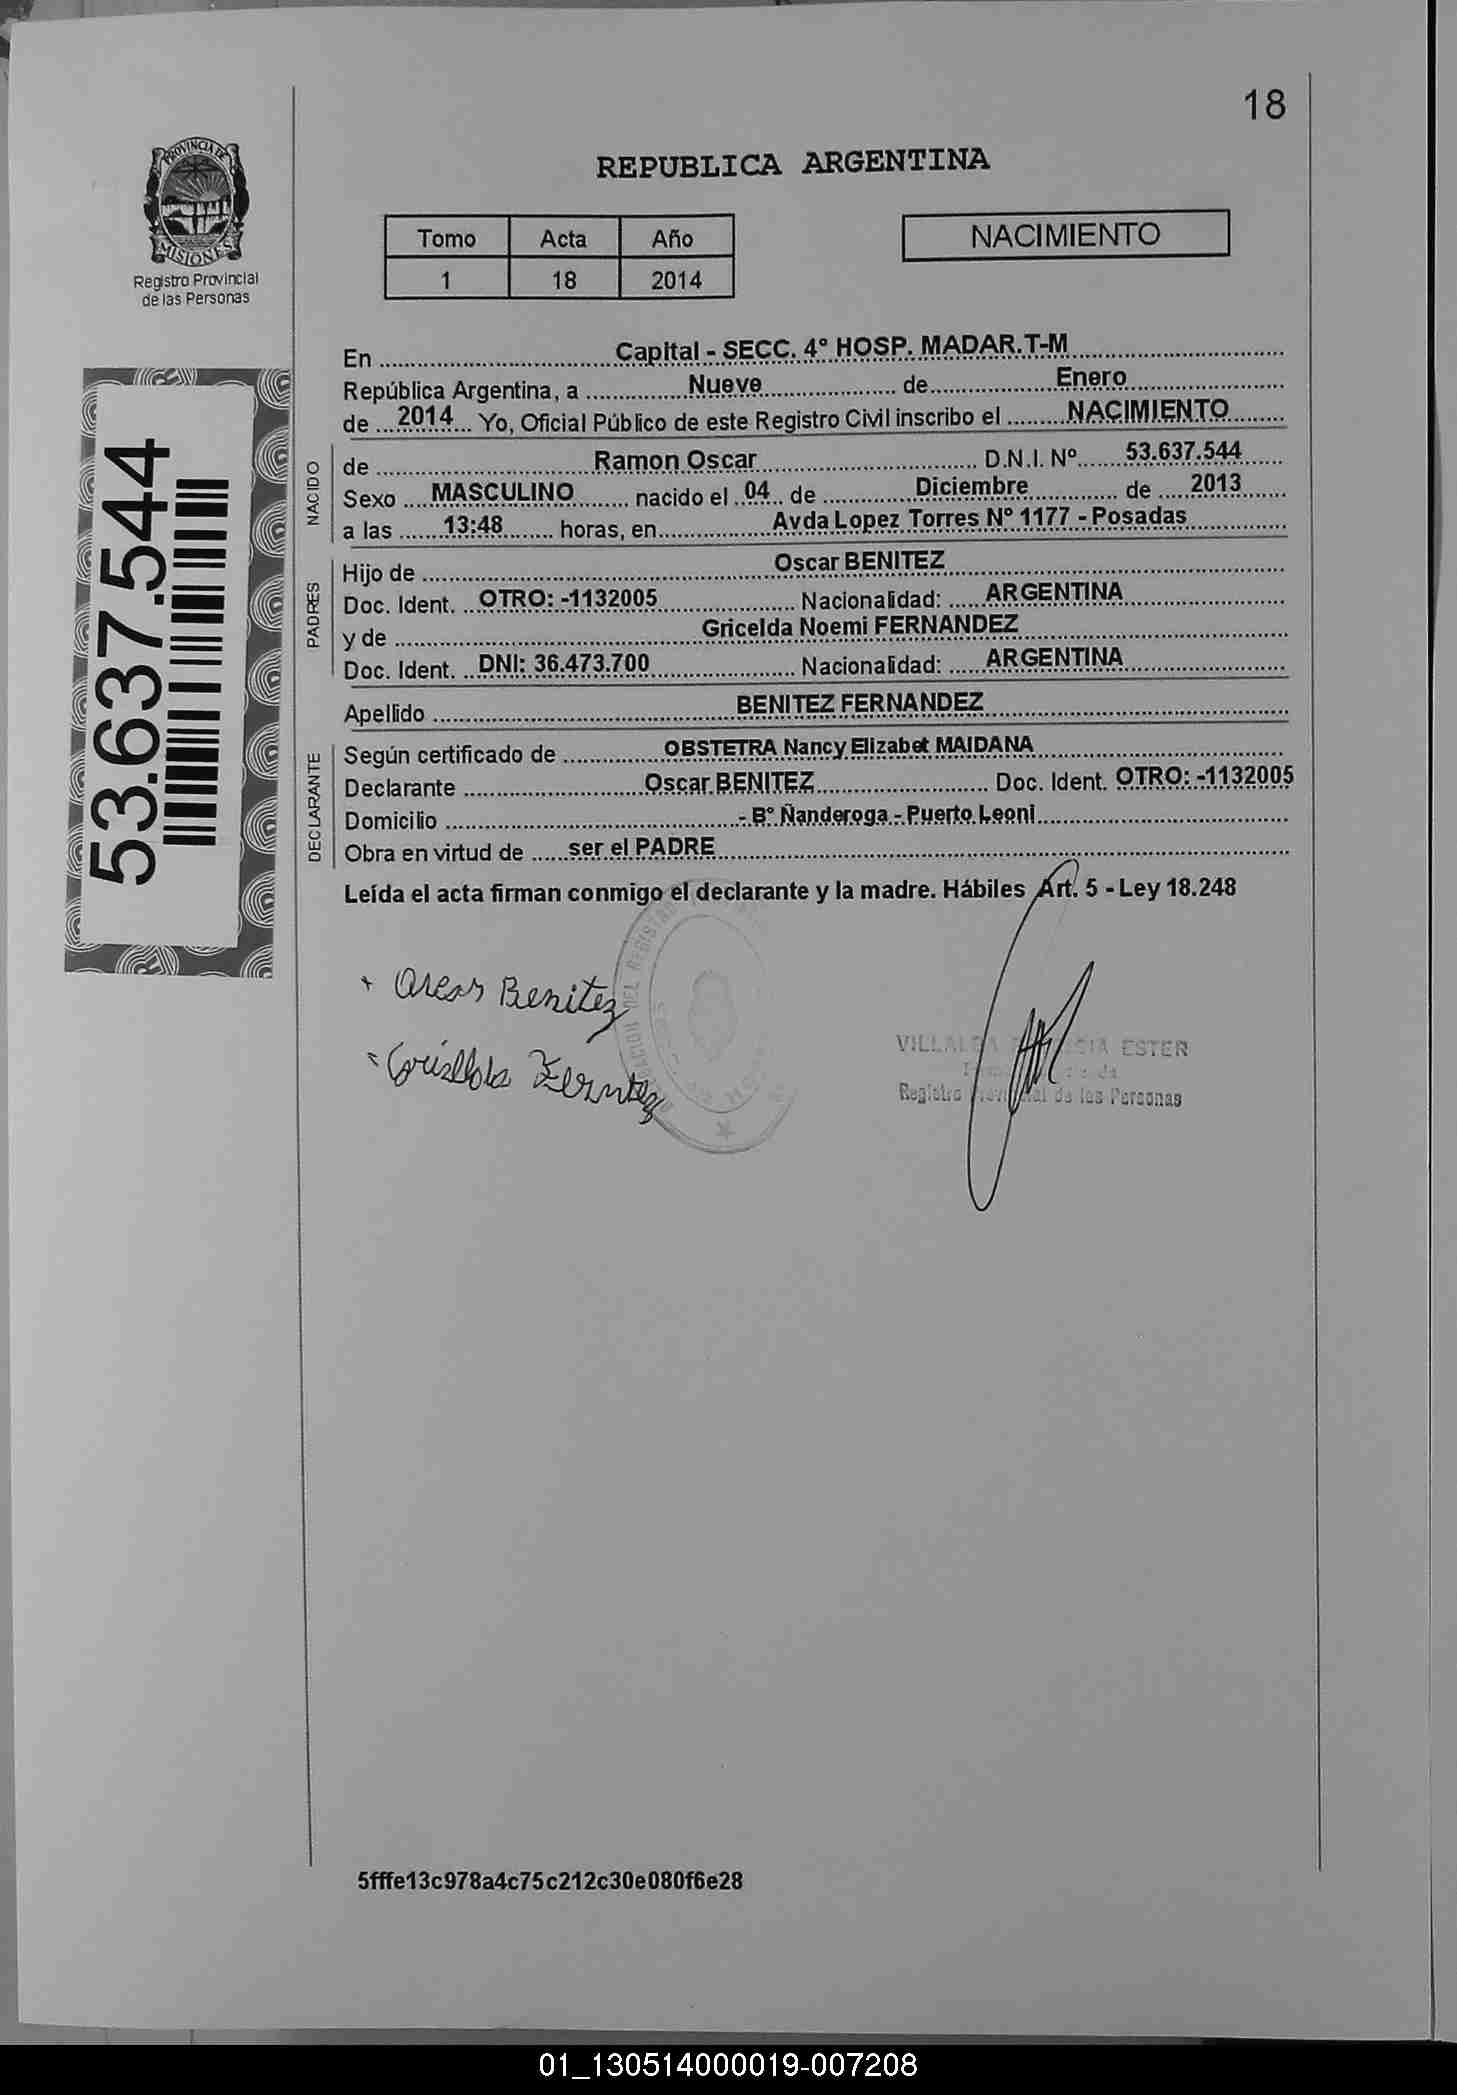 18
PROVINCIA DE
MISIONES
Registro Provincial
de las Personas
REPUBLICA ARGENTINA
Tomo Acta Año
1 18 2014
NACIMIENTO
53.637.544
En Capital - SECC. 4° HOSP. MADAR.T-M
República Argentina, a Nueve de Enero
de 2014 Yo, Oficial Público de este Registro Civil inscribo el NACIMIENTO
NACIDO
de Ramon Oscar D.N.I. Nº 53.637.544
Sexo MASCULINO nacido el 04 de Diciembre de 2013
a las 13:48 horas, en Avda Lopez Torres Nº 1177 - Posadas
PADRES
Hijo de Oscar BENITEZ
Doc. Ident. OTRO: -1132005 Nacionalidad: ARGENTINA
y de Gricelda Noemi FERNANDEZ
Doc. Ident. DNI: 36.473.700 Nacionalidad: ARGENTINA
Apellido BENITEZ FERNANDEZ
DECLARANTE
Según certificado de OBSTETRA Nancy Elizabet MAIDANA
Declarante Oscar BENITEZ Doc. Ident. OTRO: -1132005
Domicilio - B° Ñanderoga - Puerto Leoni
Obra en virtud de ser el PADRE
Leída el acta firman conmigo el declarante y la madre. Hábiles Art. 5 - Ley 18.248
Benitez
VILLALBA ESTER
Registro Provincial de las Personas
5fffe13c978a4c75c212c30e080f6e28
01_130514000019-007208